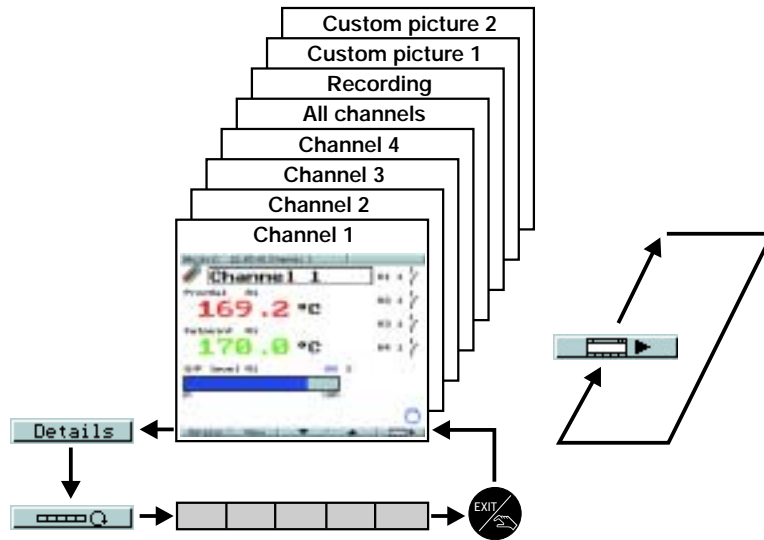 Custom picture 2
Custom picture 1
Recording
All channels
Channel 4
Channel 3
Channel 2
Channel 1
Channel 1
169.2 °C
170.0 °C
Details
EXIT